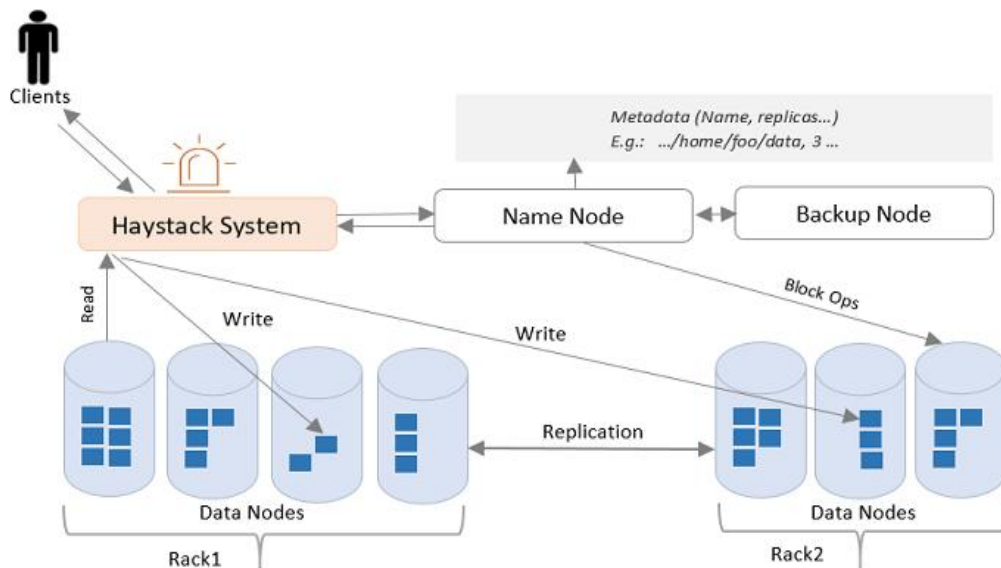 Clients
Metadata (Name, replicas...)
E.g.: .../home/foo/data, 3 ...
Haystack System
Name Node
Backup Node
Read
Write
Write
Block Ops
Replication
Data Nodes
Data Nodes
Rack1
Rack2